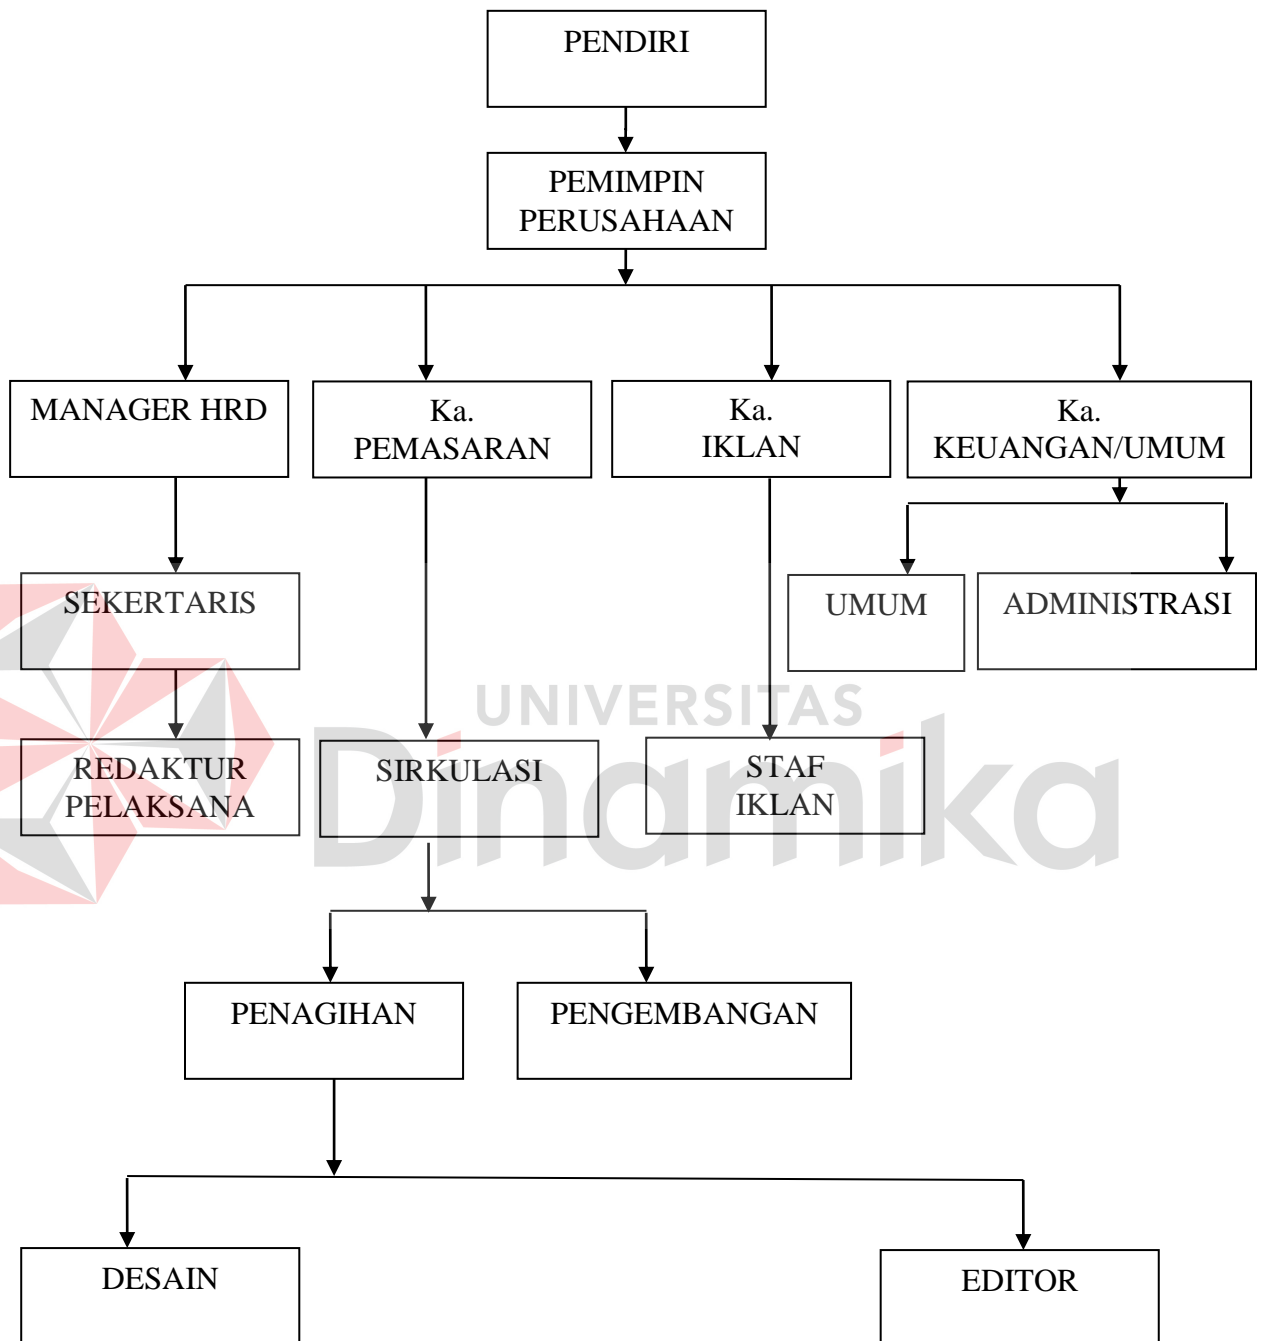 PENDIRI
PEMIMPIN
PERUSAHAAN
MANAGER HRD
Ka.
PEMASARAN
Ka.
IKLAN
Ka.
KEUANGAN/UMUM
SEKERTARIS
UMUM
ADMINISTRASI
UNIVERSITAS
Dinamika
REDAKTUR
PELAKSANA
SIRKULASI
STAF
IKLAN
PENAGIHAN
PENGEMBANGAN
DESAIN
EDITOR